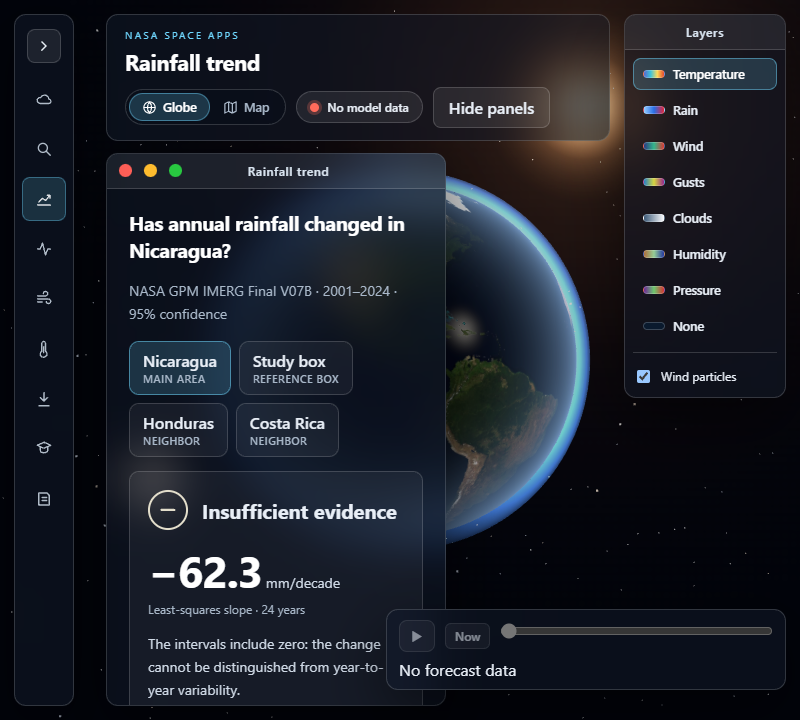 NASA SPACE APPS
Rainfall trend
Globe
Map
No model data
Hide panels
Layers
Temperature
Rain
Wind
Gusts
Clouds
Humidity
Pressure
None
Wind particles
Rainfall trend
Has annual rainfall changed in
Nicaragua?
NASA GPM IMERG Final V07B · 2001–2024 ·
95% confidence
Nicaragua
MAIN AREA
Study box
REFERENCE BOX
Honduras
NEIGHBOR
Costa Rica
NEIGHBOR
Insufficient evidence
−62.3 mm/decade
Least-squares slope · 24 years
The intervals include zero: the change
cannot be distinguished from year-to-
year variability.
Now
No forecast data